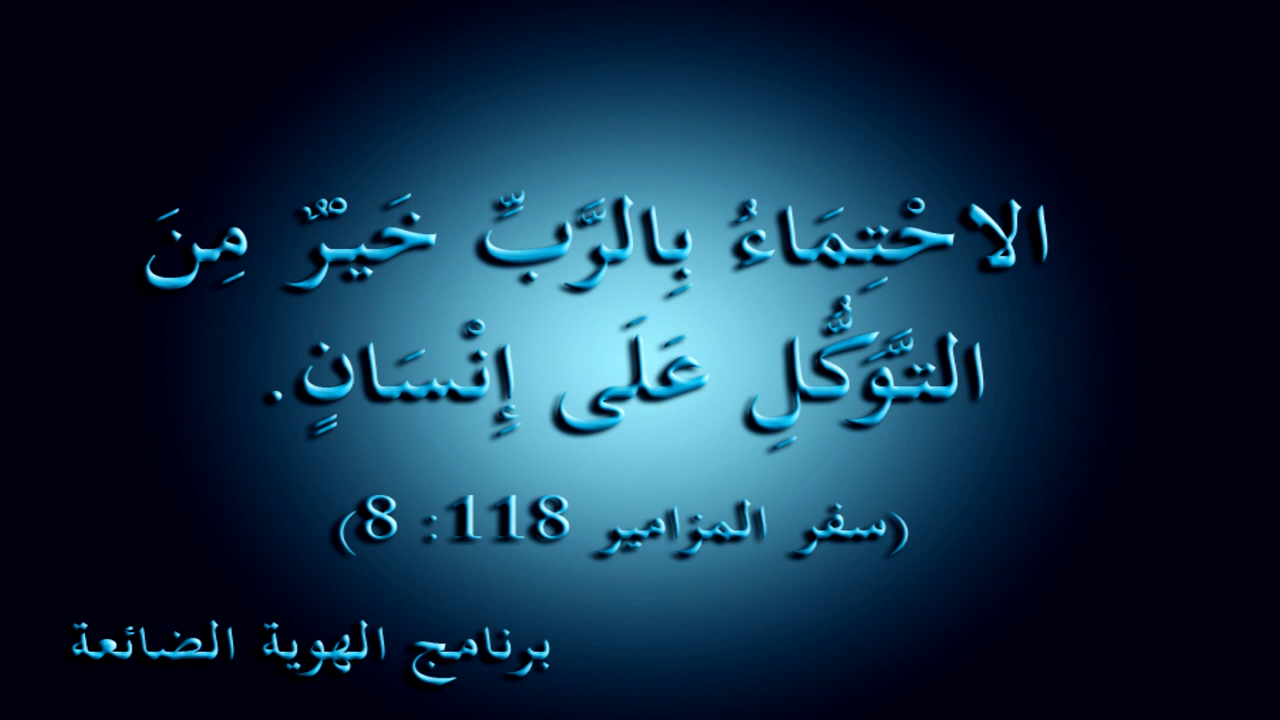 الاحْتِمَاءُ بِالرَّبِّ خَيْرٌ مِنَ
التَّوَكُّلِ عَلَى إِنْسَانٍ.
(سفر المزامير 118: 8)
برنامج الهوية الضائعة